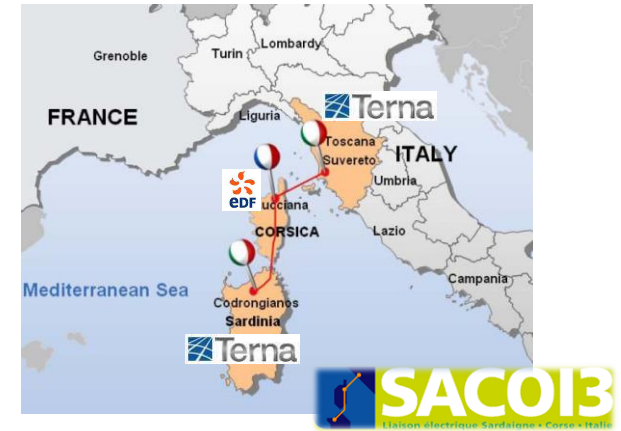 Grenoble
Turin
Lombardy
FRANCE
Terna
Liguria
Toscana
ITALY
Suvereto
Umbria
EDF
ucciana
CORSICA
Lazio
Mediterranean Sea
Campania
Codrongianos
Sardinia
Terna
SACOI3
Liaison électrique Sardaigne • Corse • Italie